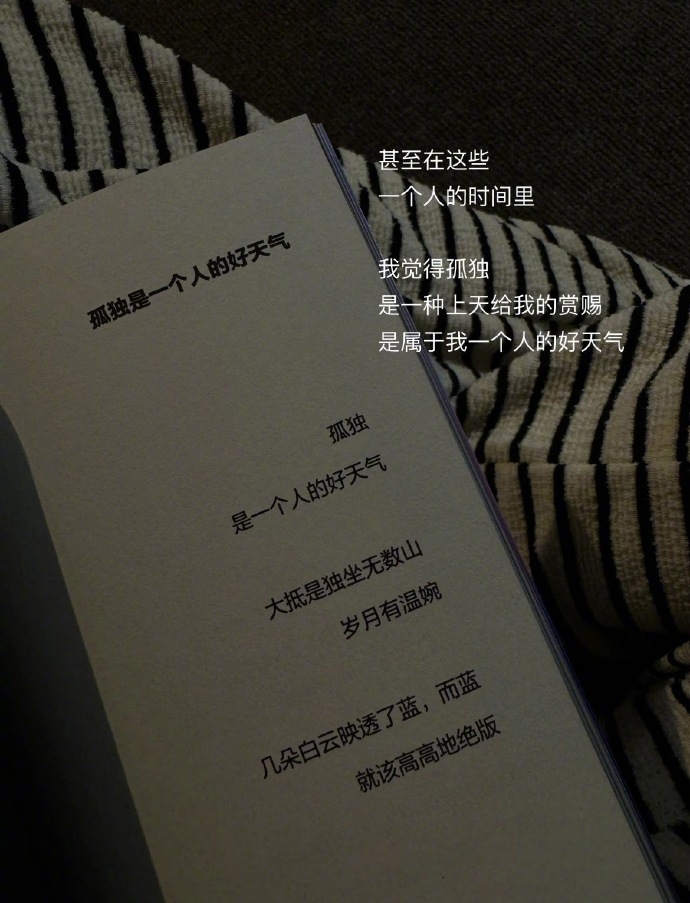 甚至在这些
一个人的时间里
我觉得孤独
是一种上天给我的赏赐
是属于我一个人的好天气
孤独是一个人的好天气
孤独
是一个人的好天气
大抵是独坐无数山
岁月有温婉
几朵白云映透了蓝，而蓝
就该高高地绝版